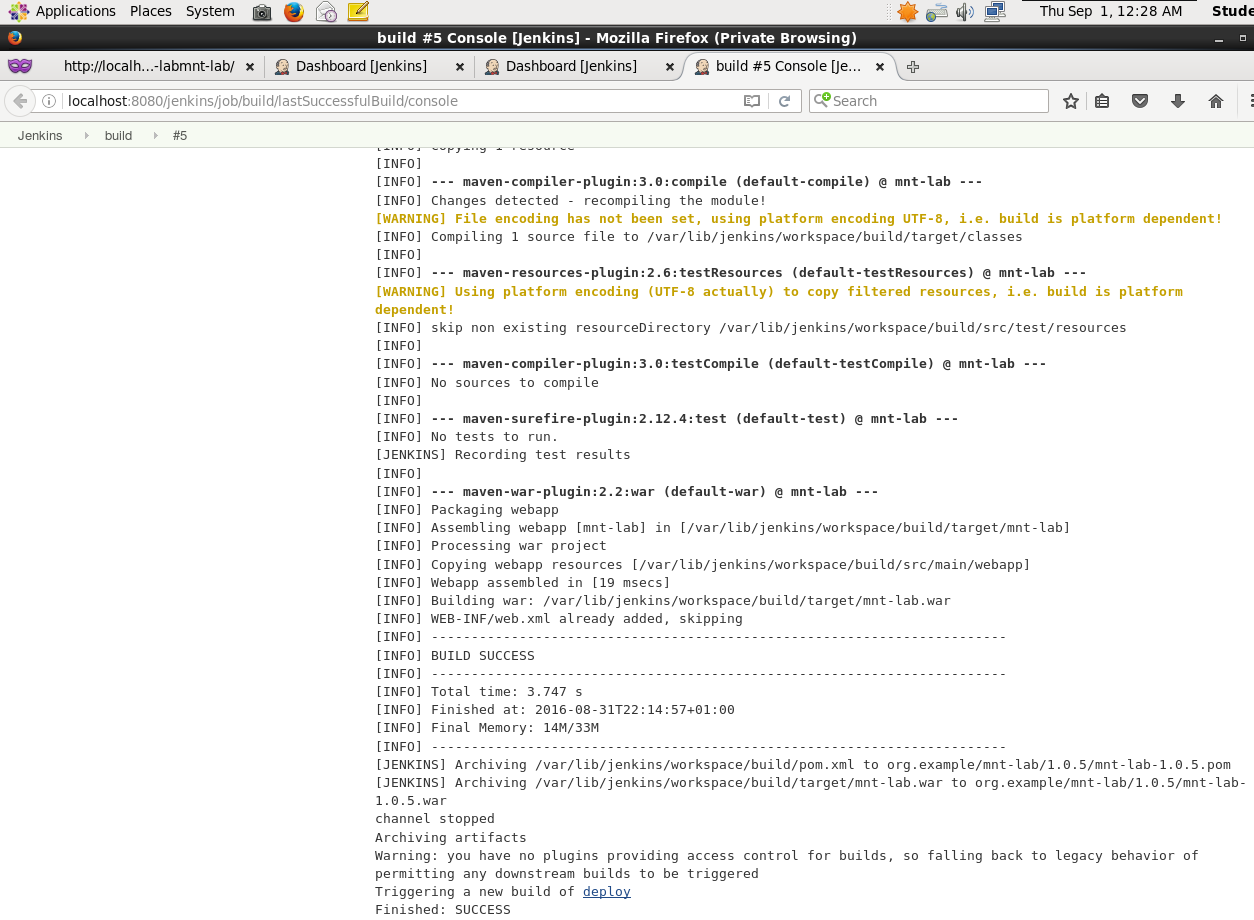 Applications Places System Thu Sep 1, 12:28 AM Stude
build #5 Console [Jenkins] - Mozilla Firefox (Private Browsing)
http://localh...-labmnt-lab/ Dashboard [Jenkins] Dashboard [Jenkins] build #5 Console [Je...
localhost:8080/jenkins/job/build/lastSuccessfulBuild/console Search
Jenkins build #5
[INFO] Copying 1 resource
[INFO]
[INFO] --- maven-compiler-plugin:3.0:compile (default-compile) @ mnt-lab ---
[INFO] Changes detected - recompiling the module!
[WARNING] File encoding has not been set, using platform encoding UTF-8, i.e. build is platform dependent!
[INFO] Compiling 1 source file to /var/lib/jenkins/workspace/build/target/classes
[INFO]
[INFO] --- maven-resources-plugin:2.6:testResources (default-testResources) @ mnt-lab ---
[WARNING] Using platform encoding (UTF-8 actually) to copy filtered resources, i.e. build is platform
dependent!
[INFO] skip non existing resourceDirectory /var/lib/jenkins/workspace/build/src/test/resources
[INFO]
[INFO] --- maven-compiler-plugin:3.0:testCompile (default-testCompile) @ mnt-lab ---
[INFO] No sources to compile
[INFO]
[INFO] --- maven-surefire-plugin:2.12.4:test (default-test) @ mnt-lab ---
[INFO] No tests to run.
[JENKINS] Recording test results
[INFO]
[INFO] --- maven-war-plugin:2.2:war (default-war) @ mnt-lab ---
[INFO] Packaging webapp
[INFO] Assembling webapp [mnt-lab] in [/var/lib/jenkins/workspace/build/target/mnt-lab]
[INFO] Processing war project
[INFO] Copying webapp resources [/var/lib/jenkins/workspace/build/src/main/webapp]
[INFO] Webapp assembled in [19 msecs]
[INFO] Building war: /var/lib/jenkins/workspace/build/target/mnt-lab.war
[INFO] WEB-INF/web.xml already added, skipping
[INFO] ------------------------------------------------------------------------
[INFO] BUILD SUCCESS
[INFO] ------------------------------------------------------------------------
[INFO] Total time: 3.747 s
[INFO] Finished at: 2016-08-31T22:14:57+01:00
[INFO] Final Memory: 14M/33M
[INFO] ------------------------------------------------------------------------
[JENKINS] Archiving /var/lib/jenkins/workspace/build/pom.xml to org.example/mnt-lab/1.0.5/mnt-lab-1.0.5.pom
[JENKINS] Archiving /var/lib/jenkins/workspace/build/target/mnt-lab.war to org.example/mnt-lab/1.0.5/mnt-lab-
1.0.5.war
channel stopped
Archiving artifacts
Warning: you have no plugins providing access control for builds, so falling back to legacy behavior of
permitting any downstream builds to be triggered
Triggering a new build of deploy
Finished: SUCCESS